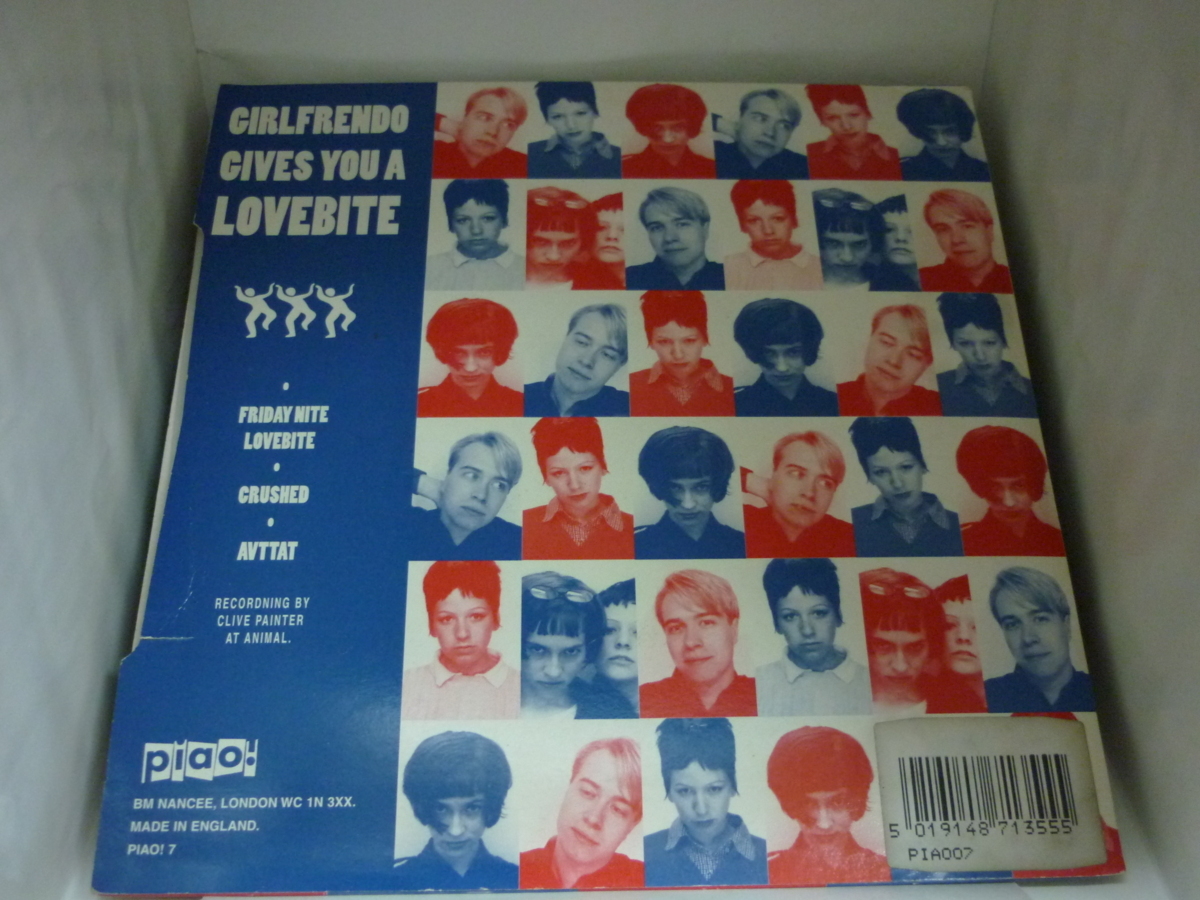 GIRLFRENDO
GIVES YOU A
LOVEBITE
FRIDAY NITE
LOVEBITE
CRUSHED
AVTTAT
RECORDNING BY
CLIVE PAINTER
AT ANIMAL.
piao!
BM NANCEE, LONDON WC 1N 3XX.
MADE IN ENGLAND.
PIAO! 7
5 019148 713555
PIAO07